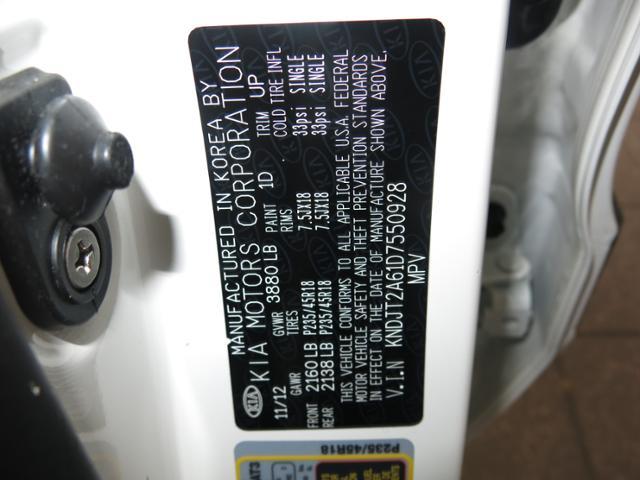 MANUFACTURED IN KOREA BY
KIA KIA MOTORS CORPORATION
11/12 GVWR 3880 LB PAINT 1D TRIM UP
GAWR TIRES RIMS COLD TIRE INFL
FRONT 2160 LB P235/45R18 7.5JX18 33psi SINGLE
REAR 2138 LB P235/45R18 7.5JX18 33psi SINGLE
THIS VEHICLE CONFORMS TO ALL APPLICABLE U.S.A. FEDERAL
MOTOR VEHICLE SAFETY AND THEFT PREVENTION STANDARDS
IN EFFECT ON THE DATE OF MANUFACTURE SHOWN ABOVE.
V.I.N KNDJT2A61D7550928
MPV
P235/45R18